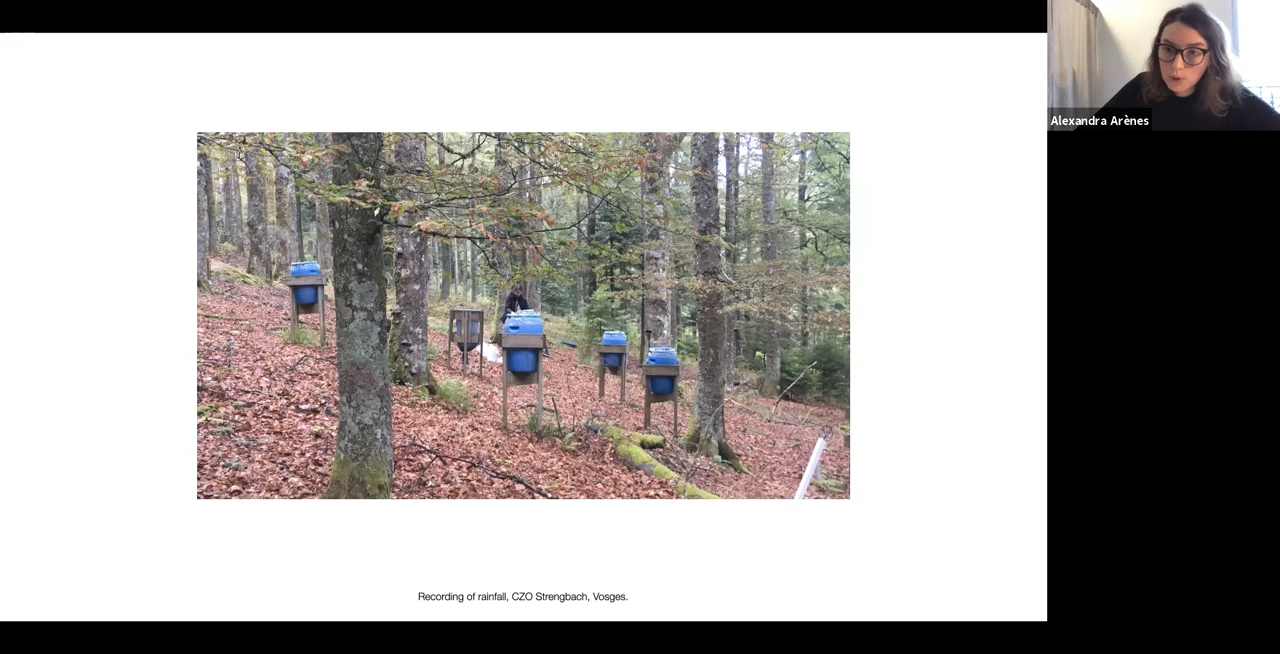 Alexandra Arènes
Recording of rainfall, CZO Strengbach, Vosges.